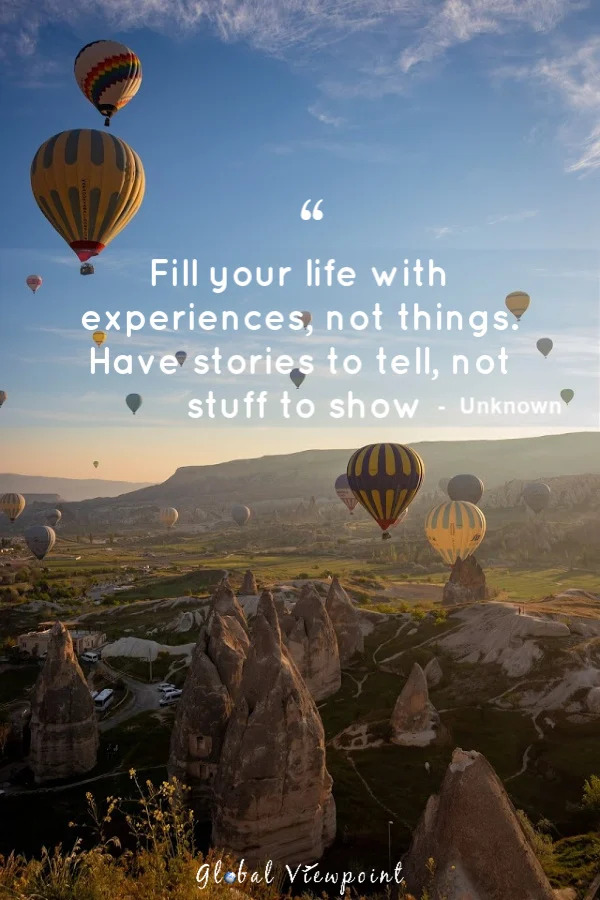 “
Fill your life with
experiences, not things.
Have stories to tell, not
stuff to show - Unknown
Global Viewpoint